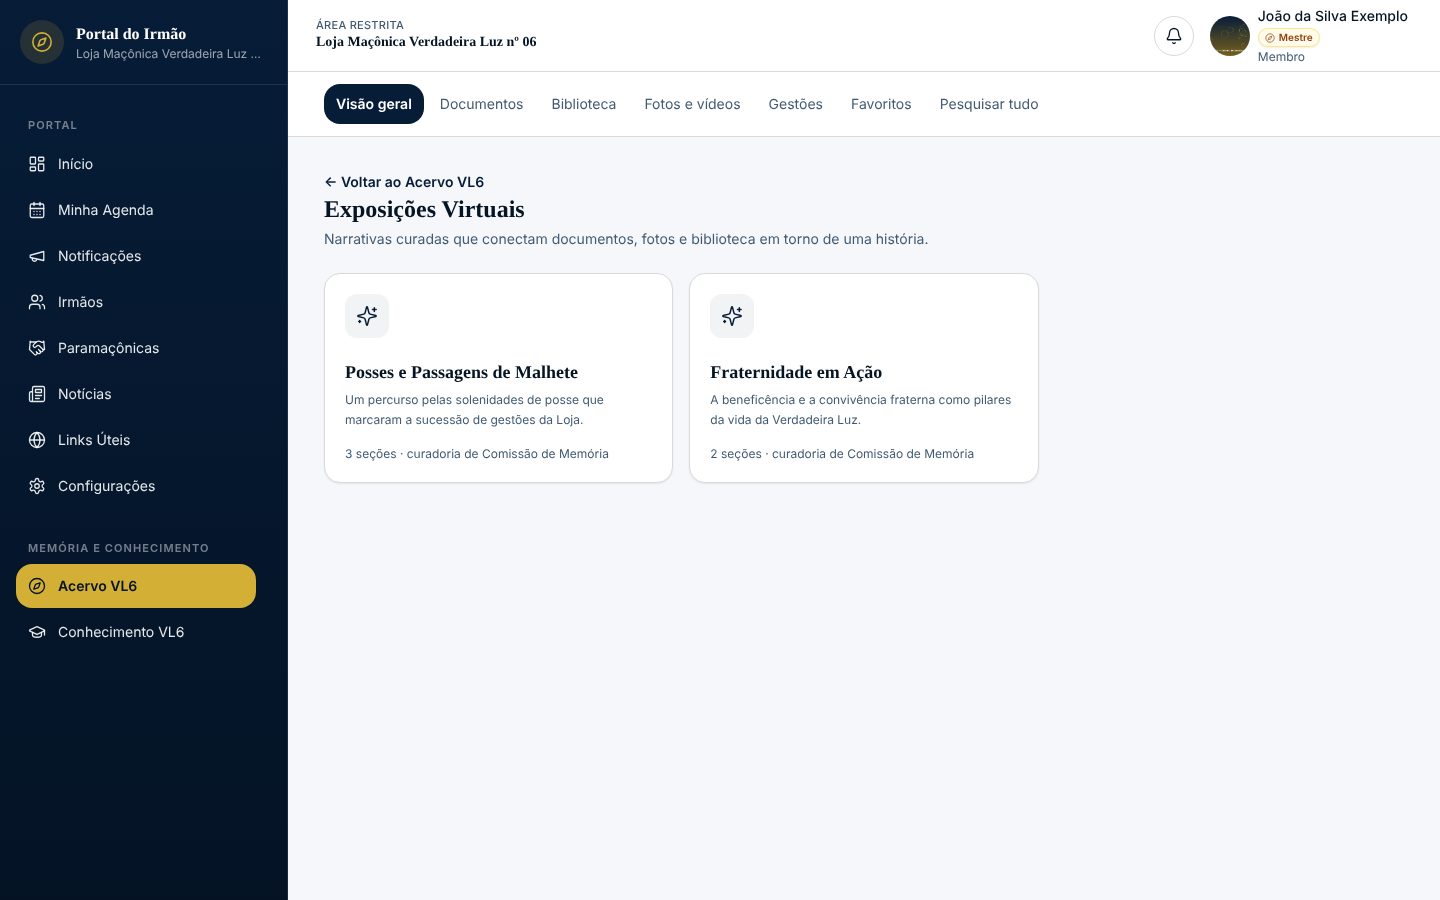 Portal do Irmão
Loja Maçônica Verdadeira Luz ...
PORTAL
Início
Minha Agenda
Notificações
Irmãos
Paramaçônicas
Notícias
Links Úteis
Configurações
MEMÓRIA E CONHECIMENTO
Acervo VL6
Conhecimento VL6
ÁREA RESTRITA
Loja Maçônica Verdadeira Luz nº 06
João da Silva Exemplo
Mestre
Membro
Visão geral Documentos Biblioteca Fotos e vídeos Gestões Favoritos Pesquisar tudo
← Voltar ao Acervo VL6
Exposições Virtuais
Narrativas curadas que conectam documentos, fotos e biblioteca em torno de uma história.
Posses e Passagens de Malhete
Um percurso pelas solenidades de posse que
marcaram a sucessão de gestões da Loja.
3 seções · curadoria de Comissão de Memória
Fraternidade em Ação
A beneficência e a convivência fraterna como pilares
da vida da Verdadeira Luz.
2 seções · curadoria de Comissão de Memória